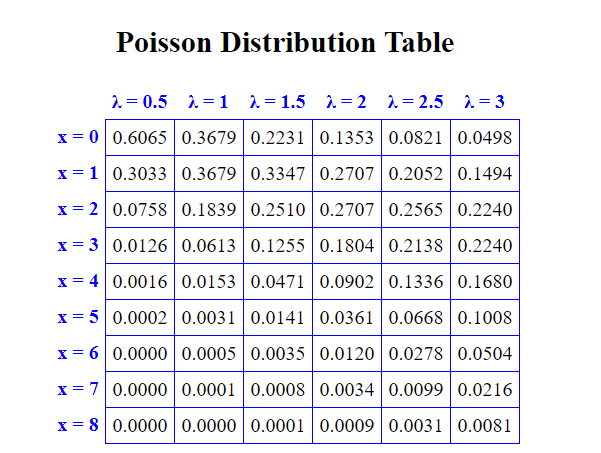 Poisson Distribution Table
λ = 0.5 λ = 1 λ = 1.5 λ = 2 λ = 2.5 λ = 3
x = 0 0.6065 0.3679 0.2231 0.1353 0.0821 0.0498
x = 1 0.3033 0.3679 0.3347 0.2707 0.2052 0.1494
x = 2 0.0758 0.1839 0.2510 0.2707 0.2565 0.2240
x = 3 0.0126 0.0613 0.1255 0.1804 0.2138 0.2240
x = 4 0.0016 0.0153 0.0471 0.0902 0.1336 0.1680
x = 5 0.0002 0.0031 0.0141 0.0361 0.0668 0.1008
x = 6 0.0000 0.0005 0.0035 0.0120 0.0278 0.0504
x = 7 0.0000 0.0001 0.0008 0.0034 0.0099 0.0216
x = 8 0.0000 0.0000 0.0001 0.0009 0.0031 0.0081